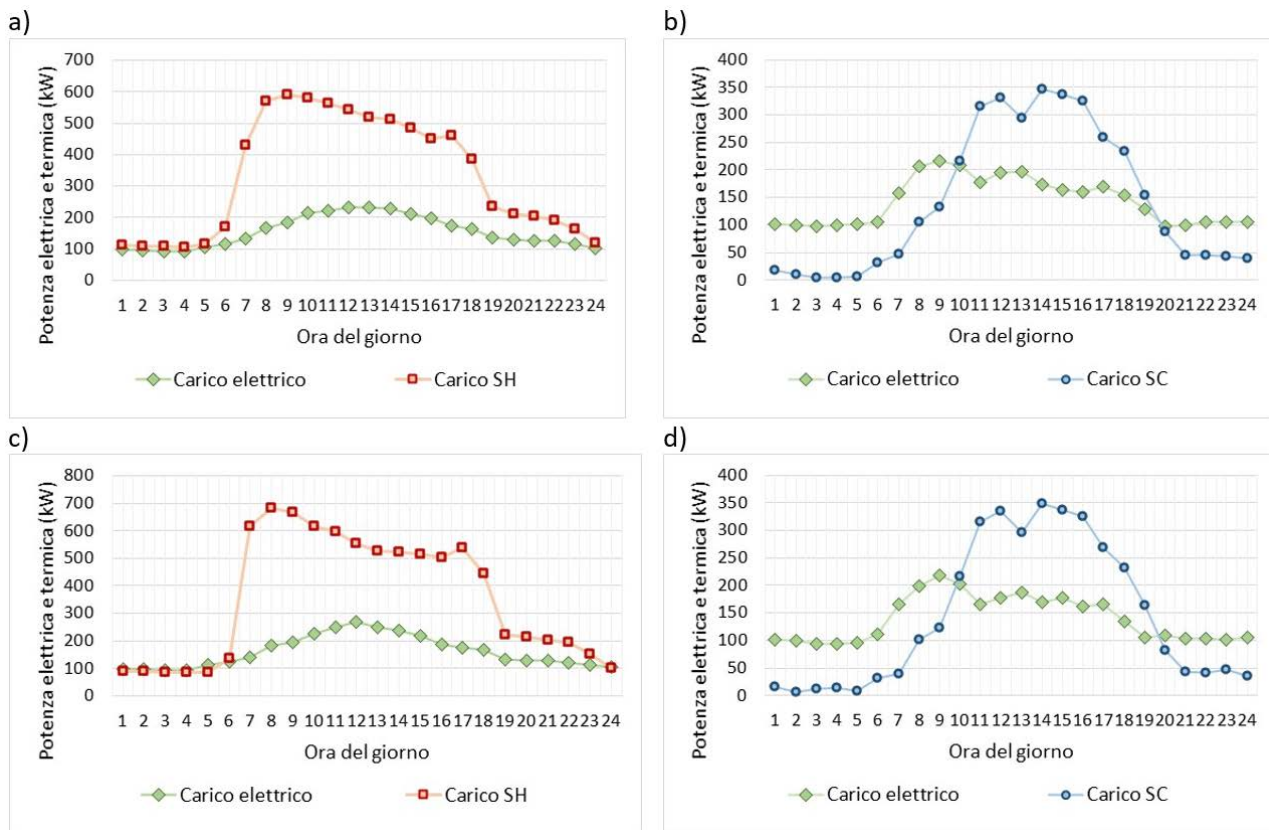 a)
Potenza elettrica e termica (kW)
700
600
500
400
300
200
100
0
1 2 3 4 5 6 7 8 9 10 11 12 13 14 15 16 17 18 19 20 21 22 23 24
Ora del giorno
Carico elettrico Carico SH
b)
Potenza elettrica e termica (kW)
400
350
300
250
200
150
100
50
0
1 2 3 4 5 6 7 8 9 10 11 12 13 14 15 16 17 18 19 20 21 22 23 24
Ora del giorno
Carico elettrico Carico SC
c)
Potenza elettrica e termica (kW)
800
700
600
500
400
300
200
100
0
1 2 3 4 5 6 7 8 9 10 11 12 13 14 15 16 17 18 19 20 21 22 23 24
Ora del giorno
Carico elettrico Carico SH
d)
Potenza elettrica e termica (kW)
400
350
300
250
200
150
100
50
0
1 2 3 4 5 6 7 8 9 10 11 12 13 14 15 16 17 18 19 20 21 22 23 24
Ora del giorno
Carico elettrico Carico SC